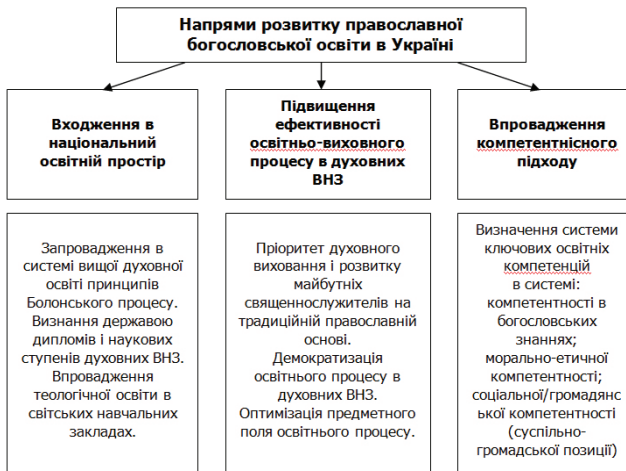 Напрями розвитку православної
богословської освіти в Україні
Входження в
національний
освітній простір
Підвищення
ефективності
освітньо-виховного
процесу в духовних
ВНЗ
Впровадження
компетентнісного
підходу
Запровадження в
системі вищої духовної
освіті принципів
Болонського процесу.
Визнання державою
дипломів і наукових
ступенів духовних ВНЗ.
Впровадження
теологічної освіти в
світських навчальних
закладах.
Пріоритет духовного
виховання і розвитку
майбутніх
священнослужителів на
традиційній православній
основі.
Демократизація
освітнього процесу в
духовних ВНЗ.
Оптимізація предметного
поля освітнього процесу.
Визначення системи
ключових освітніх
компетенцій
в системі:
компетентності в
богословських
знаннях;
морально-етичної
компетентності;
соціальної/громадянс
ької компетентності
(суспільно-
громадської позиції)